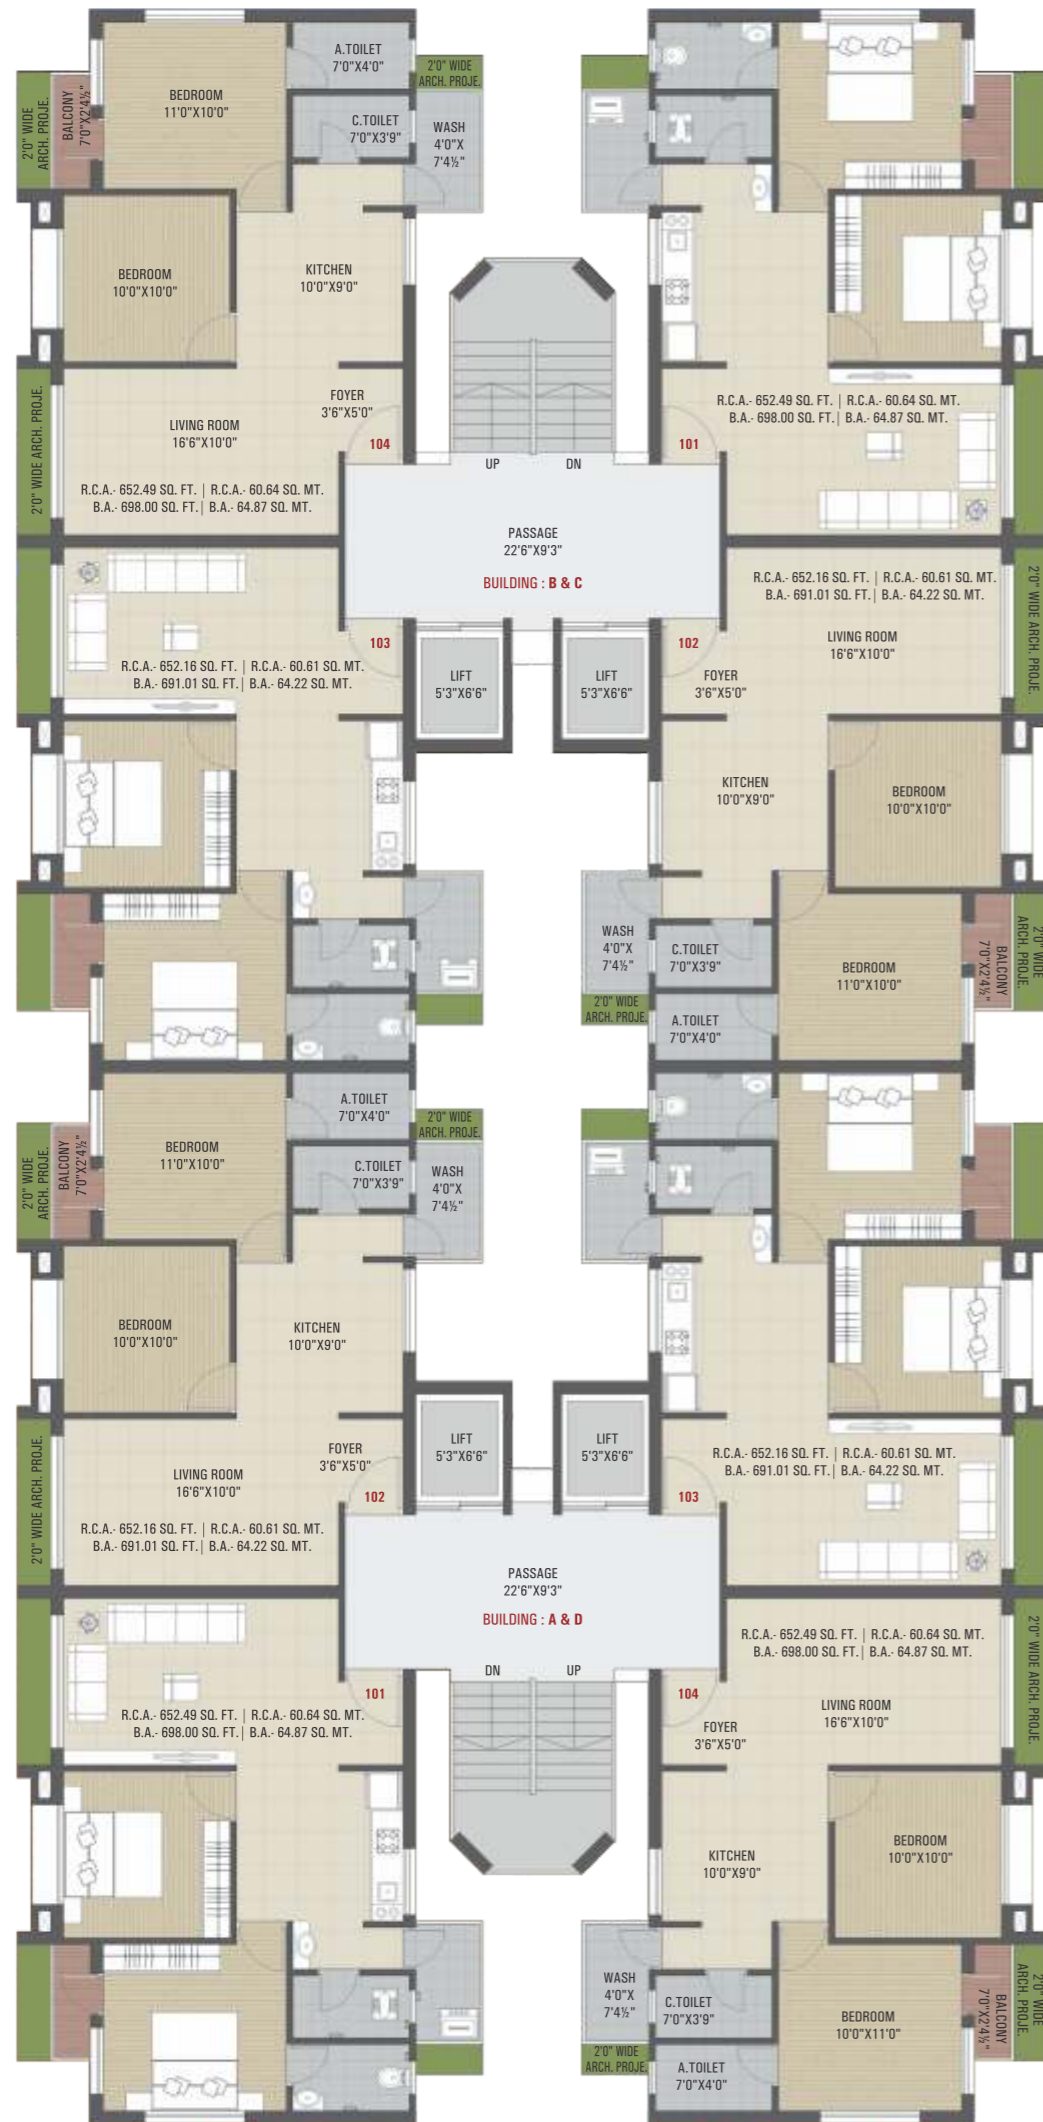 A.TOILET
7'0"X4'0"
2'0" WIDE
ARCH. PROJE.
BEDROOM
11'0"X10'0"
C.TOILET
7'0"X3'9"
WASH
4'0"X
7'4½"
2'0" WIDE
ARCH. PROJE.
BALCONY
7'0"X2'4½"
BEDROOM
10'0"X10'0"
KITCHEN
10'0"X9'0"
FOYER
3'6"X5'0"
LIVING ROOM
16'6"X10'0"
104
R.C.A.- 652.49 SQ. FT. | R.C.A.- 60.64 SQ. MT.
B.A.- 698.00 SQ. FT. | B.A.- 64.87 SQ. MT.
2'0" WIDE ARCH. PROJE.
R.C.A.- 652.49 SQ. FT. | R.C.A.- 60.64 SQ. MT.
B.A.- 698.00 SQ. FT. | B.A.- 64.87 SQ. MT.
101
UP
DN
PASSAGE
22'6"X9'3"
BUILDING : B & C
R.C.A.- 652.16 SQ. FT. | R.C.A.- 60.61 SQ. MT.
B.A.- 691.01 SQ. FT. | B.A.- 64.22 SQ. MT.
103
R.C.A.- 652.16 SQ. FT. | R.C.A.- 60.61 SQ. MT.
B.A.- 691.01 SQ. FT. | B.A.- 64.22 SQ. MT.
2'0" WIDE ARCH. PROJE.
LIVING ROOM
16'6"X10'0"
102
LIFT
5'3"X6'6"
LIFT
5'3"X6'6"
FOYER
3'6"X5'0"
KITCHEN
10'0"X9'0"
BEDROOM
10'0"X10'0"
WASH
4'0"X
7'4½"
C.TOILET
7'0"X3'9"
BEDROOM
11'0"X10'0"
BALCONY
7'0"X2'4½"
2'0" WIDE
ARCH. PROJE.
2'0" WIDE
ARCH. PROJE.
A.TOILET
7'0"X4'0"
A.TOILET
7'0"X4'0"
2'0" WIDE
ARCH. PROJE.
BEDROOM
11'0"X10'0"
C.TOILET
7'0"X3'9"
WASH
4'0"X
7'4½"
2'0" WIDE
ARCH. PROJE.
BALCONY
7'0"X2'4½"
BEDROOM
10'0"X10'0"
KITCHEN
10'0"X9'0"
FOYER
3'6"X5'0"
LIVING ROOM
16'6"X10'0"
102
R.C.A.- 652.16 SQ. FT. | R.C.A.- 60.61 SQ. MT.
B.A.- 691.01 SQ. FT. | B.A.- 64.22 SQ. MT.
2'0" WIDE ARCH. PROJE.
LIFT
5'3"X6'6"
LIFT
5'3"X6'6"
R.C.A.- 652.16 SQ. FT. | R.C.A.- 60.61 SQ. MT.
B.A.- 691.01 SQ. FT. | B.A.- 64.22 SQ. MT.
103
PASSAGE
22'6"X9'3"
BUILDING : A & D
DN
UP
101
R.C.A.- 652.49 SQ. FT. | R.C.A.- 60.64 SQ. MT.
B.A.- 698.00 SQ. FT. | B.A.- 64.87 SQ. MT.
R.C.A.- 652.49 SQ. FT. | R.C.A.- 60.64 SQ. MT.
B.A.- 698.00 SQ. FT. | B.A.- 64.87 SQ. MT.
2'0" WIDE ARCH. PROJE.
104
LIVING ROOM
16'6"X10'0"
FOYER
3'6"X5'0"
KITCHEN
10'0"X9'0"
BEDROOM
10'0"X10'0"
WASH
4'0"X
7'4½"
C.TOILET
7'0"X3'9"
BEDROOM
10'0"X11'0"
BALCONY
7'0"X2'4½"
2'0" WIDE
ARCH. PROJE.
2'0" WIDE
ARCH. PROJE.
A.TOILET
7'0"X4'0"